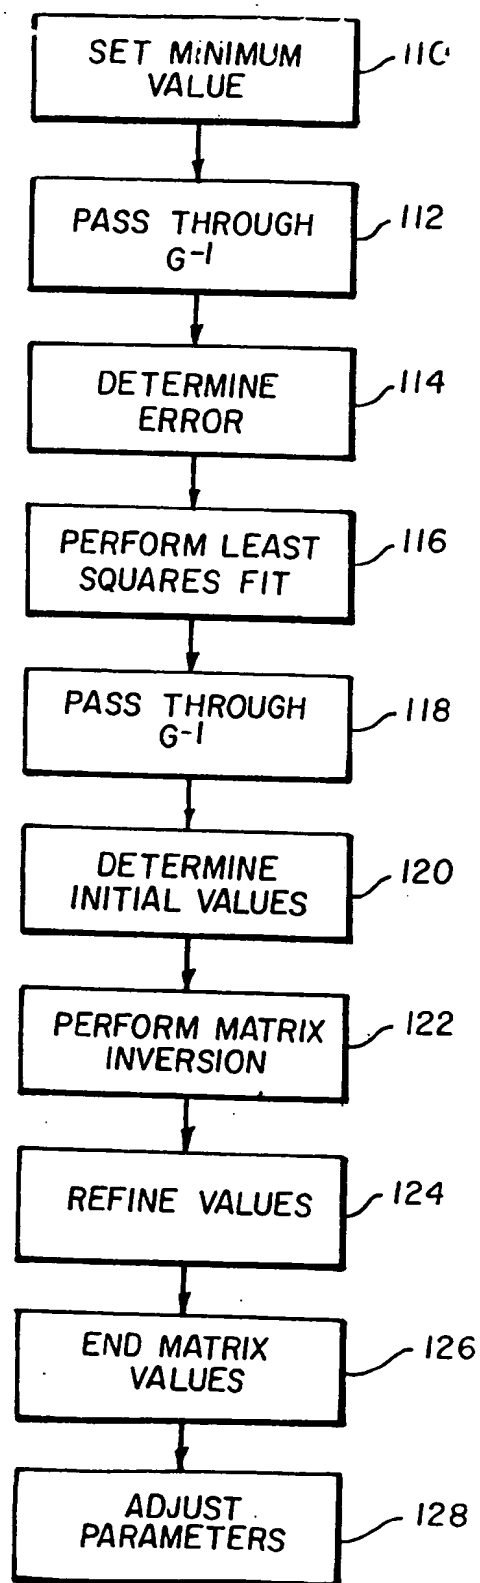 SET MINIMUM
VALUE
110
PASS THROUGH
G-1
112
DETERMINE
ERROR
114
PERFORM LEAST
SQUARES FIT
116
PASS THROUGH
G-1
118
DETERMINE
INITIAL VALUES
120
PERFORM MATRIX
INVERSION
122
REFINE VALUES
124
END MATRIX
VALUES
126
ADJUST
PARAMETERS
128